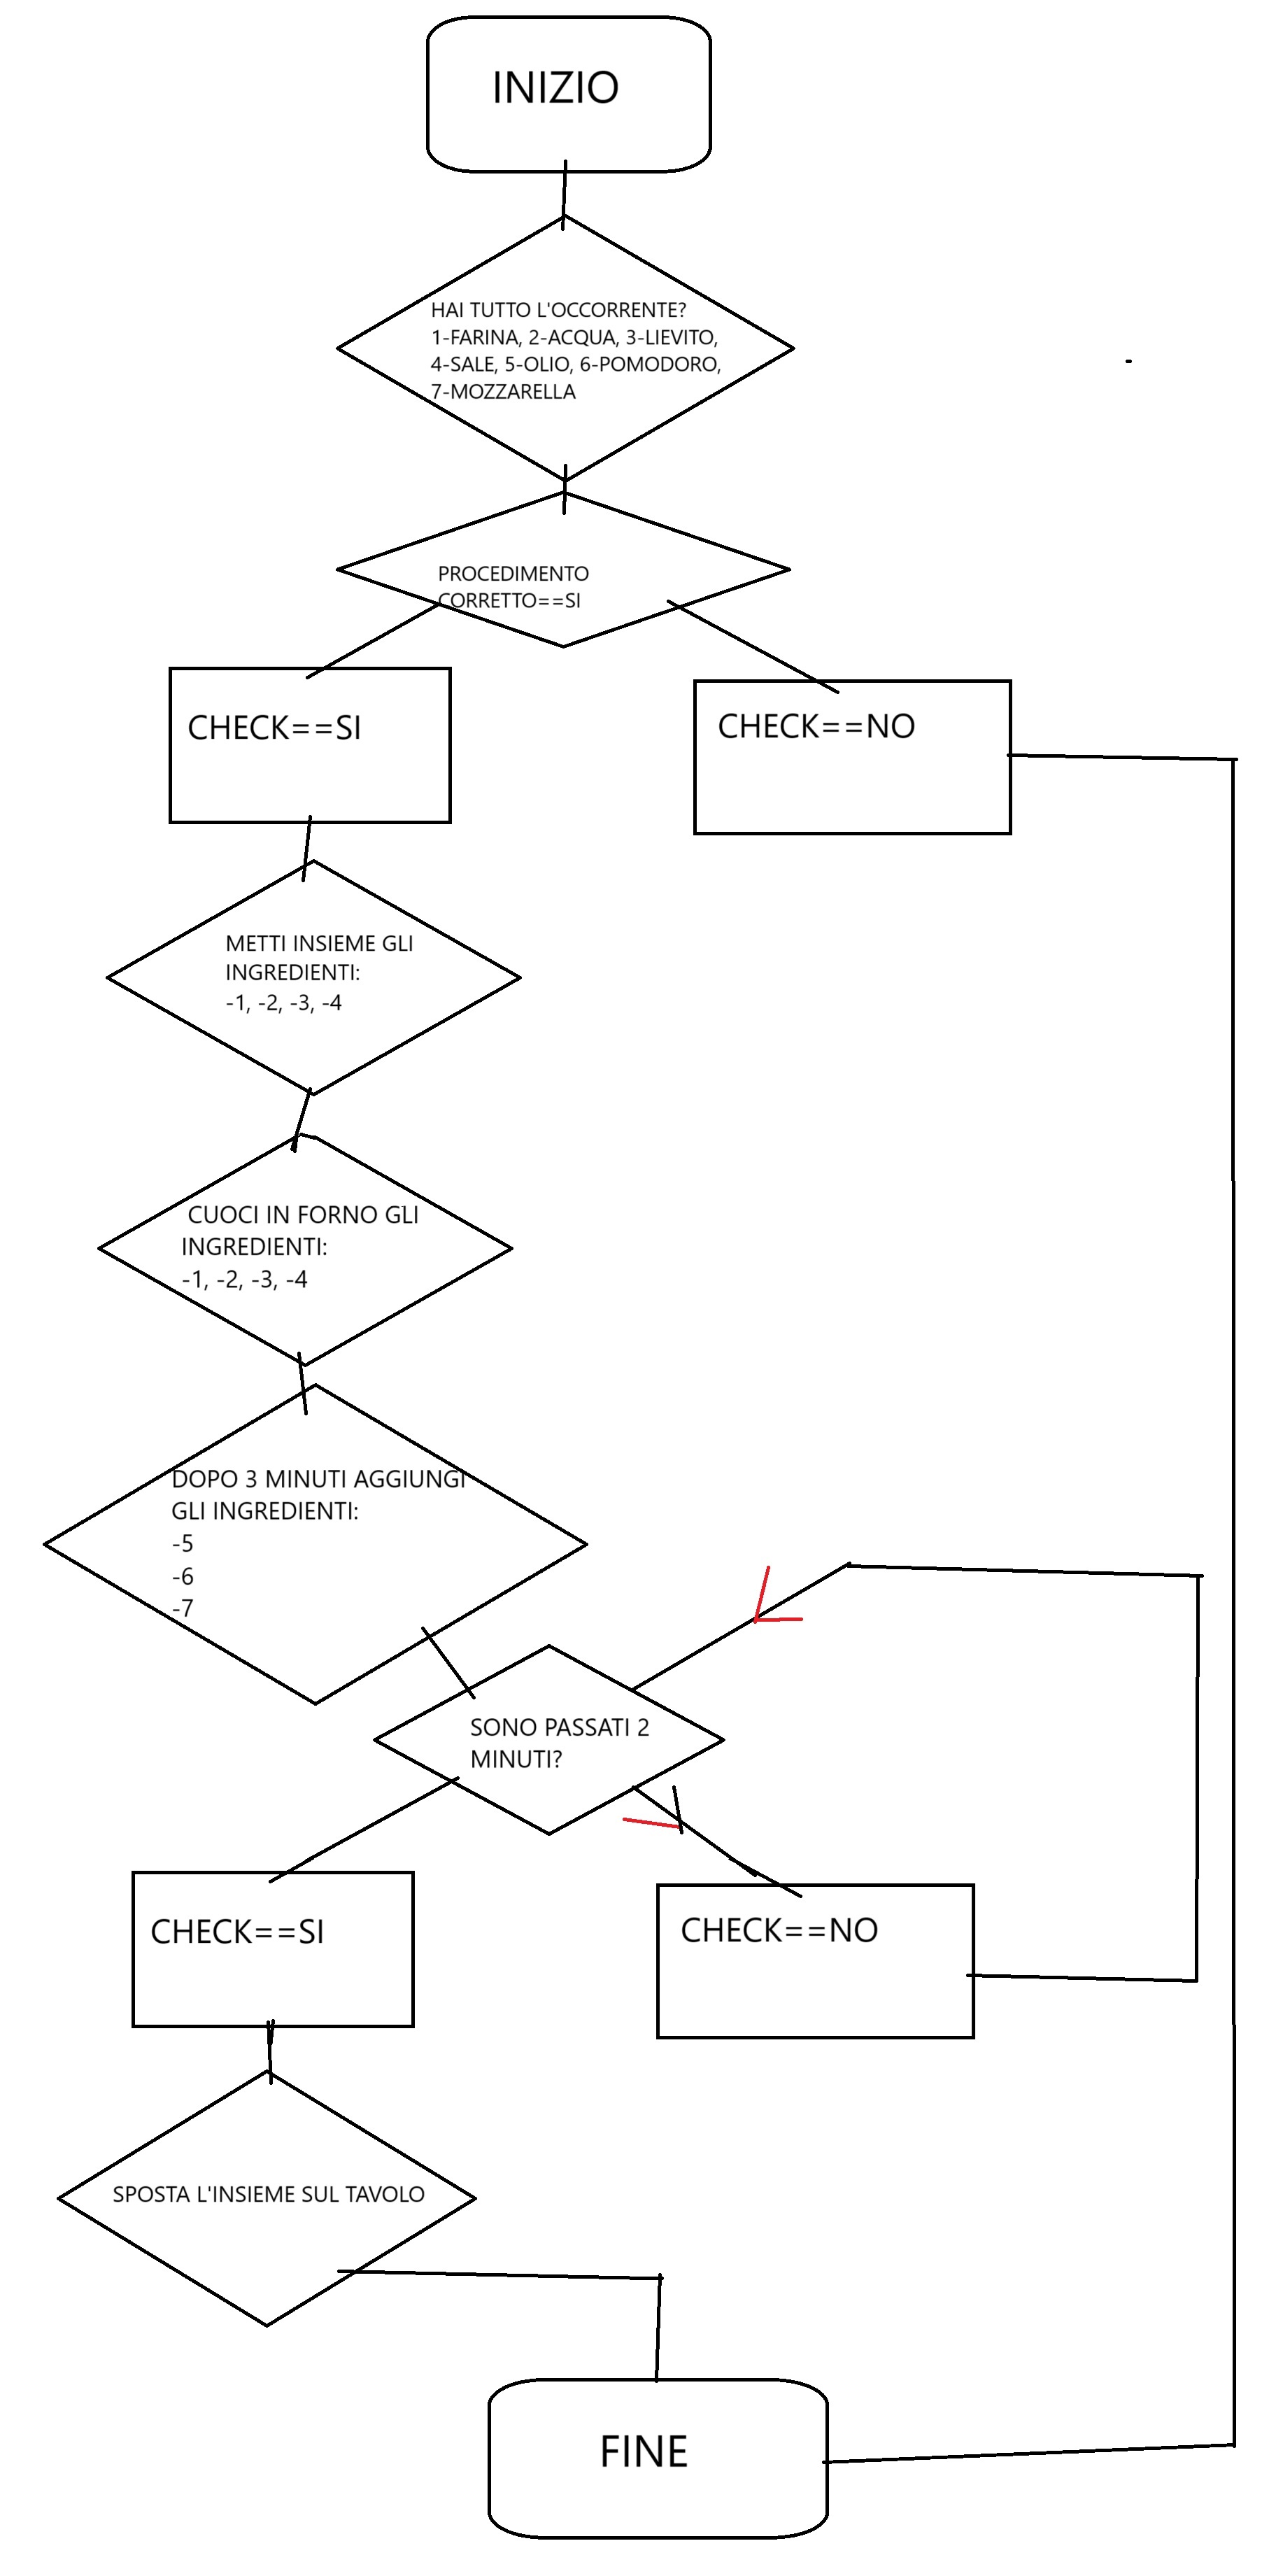 INIZIO
HAI TUTTO L'OCCORRENTE?
1-FARINA, 2-ACQUA, 3-LIEVITO,
4-SALE, 5-OLIO, 6-POMODORO,
7-MOZZARELLA
PROCEDIMENTO
CORRETTO==SI
CHECK==SI
CHECK==NO
METTI INSIEME GLI
INGREDIENTI:
-1, -2, -3, -4
CUOCI IN FORNO GLI
INGREDIENTI:
-1, -2, -3, -4
DOPO 3 MINUTI AGGIUNGI
GLI INGREDIENTI:
-5
-6
-7
SONO PASSATI 2
MINUTI?
CHECK==SI
CHECK==NO
SPOSTA L'INSIEME SUL TAVOLO
FINE